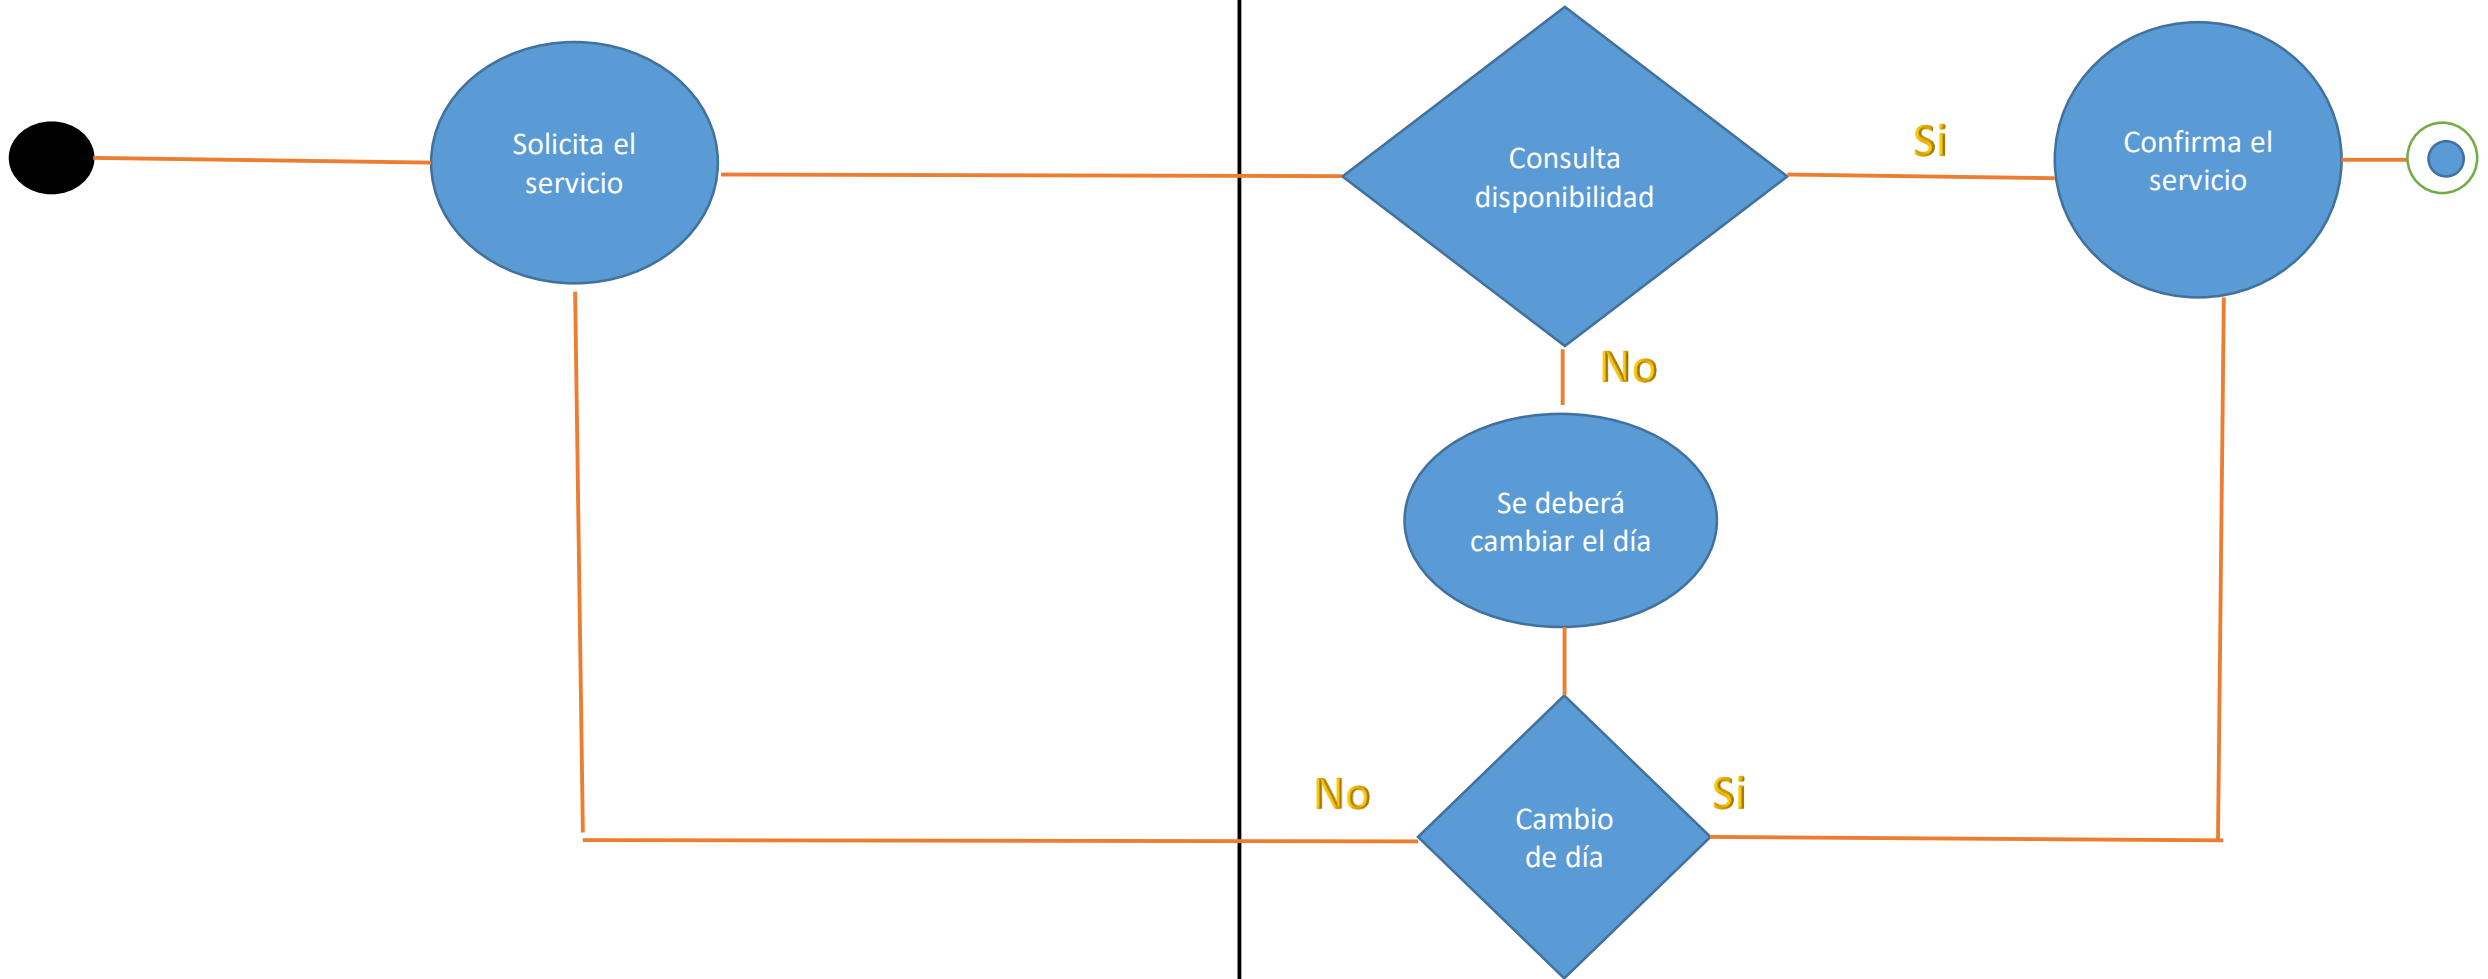 Solicita el
servicio
Consulta
disponibilidad
Si
Confirma el
servicio
No
Se deberá
cambiar el día
No
Si
Cambio
de día